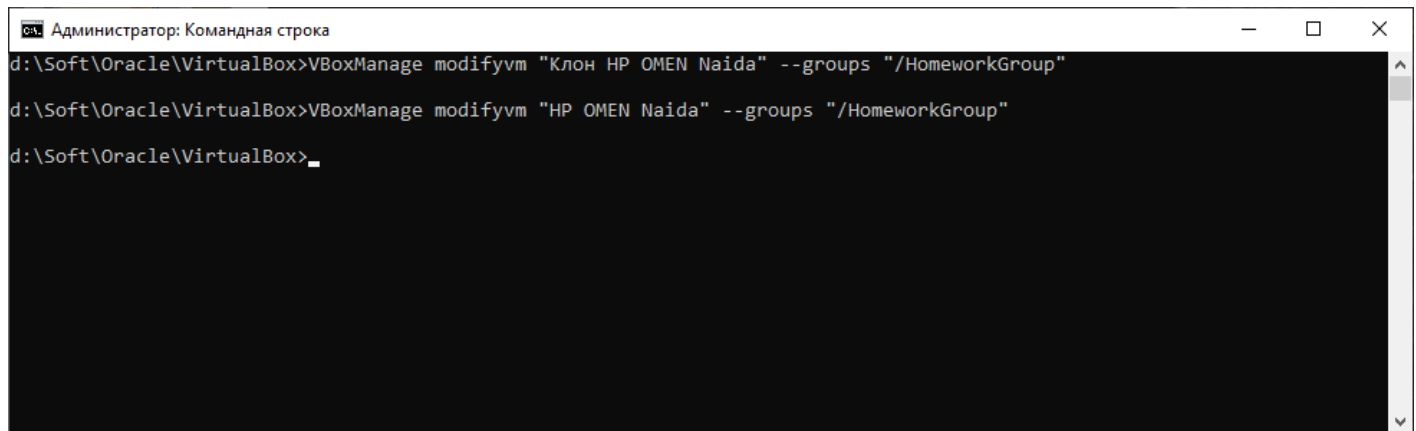 Администратор: Командная строка
d:\Soft\Oracle\VirtualBox>VBoxManage modifyvm "Клон HP OMEN Naida" --groups "/HomeworkGroup"
d:\Soft\Oracle\VirtualBox>VBoxManage modifyvm "HP OMEN Naida" --groups "/HomeworkGroup"
d:\Soft\Oracle\VirtualBox>